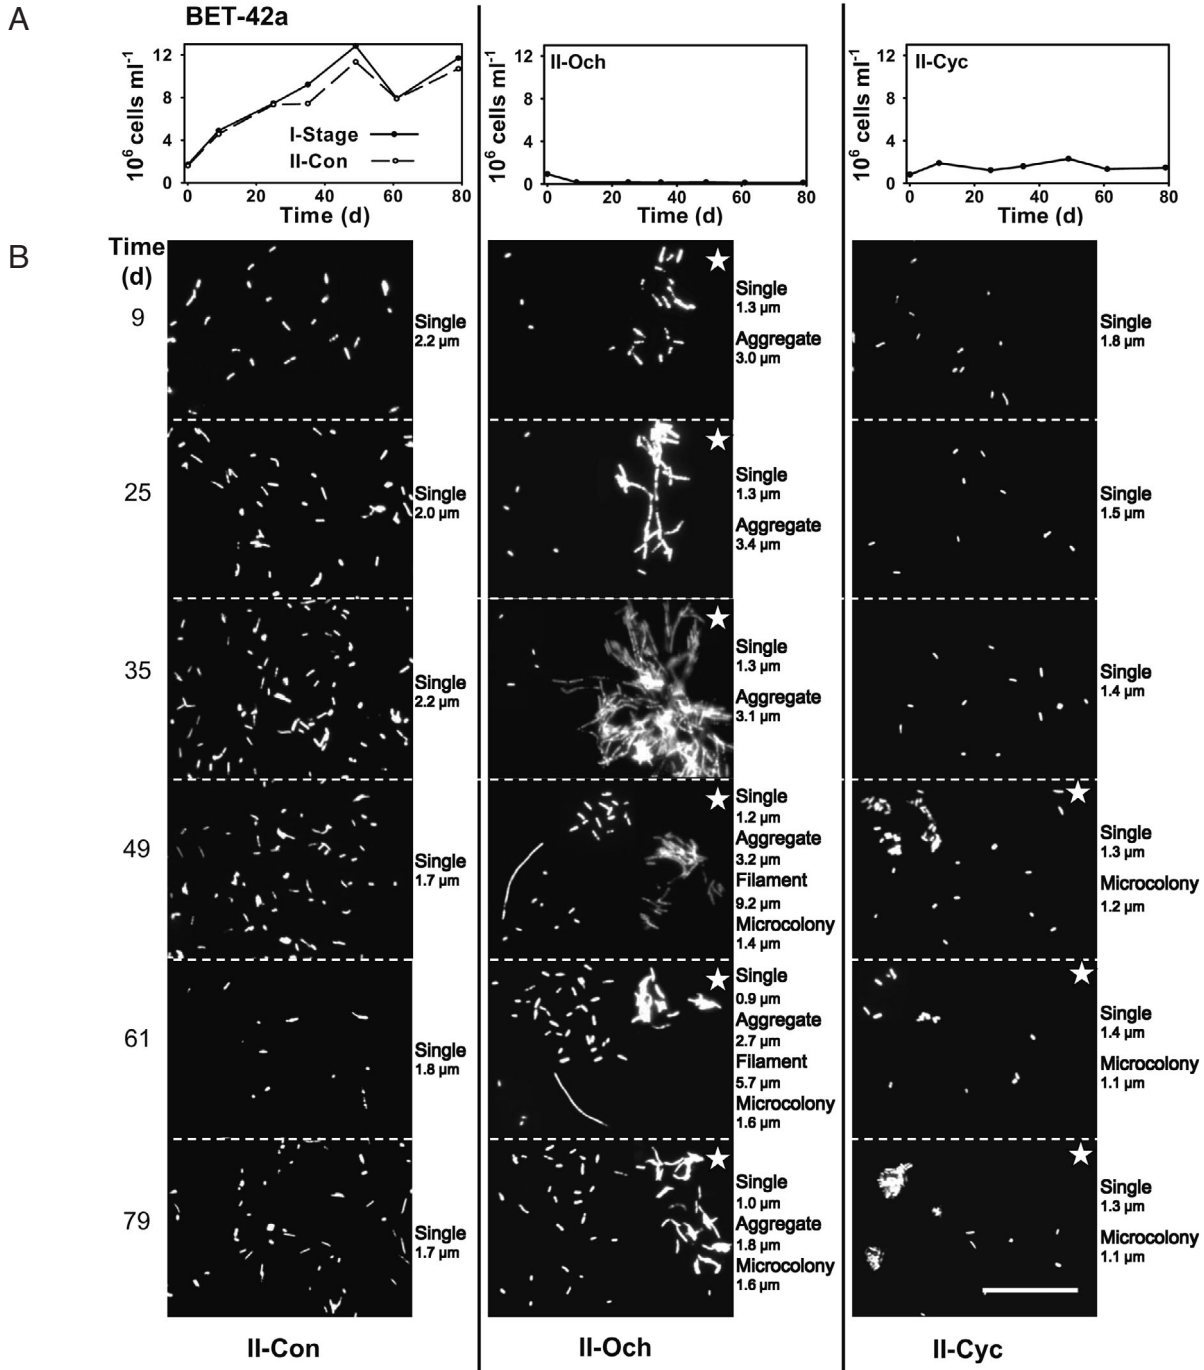 A
BET-42a
12
8
4
0
10⁶ cells ml⁻¹
I-Stage
II-Con
0 20 40 60 80
Time (d)
II-Och
12
8
4
0
10⁶ cells ml⁻¹
0 20 40 60 80
Time (d)
II-Cyc
12
8
4
0
10⁶ cells ml⁻¹
0 20 40 60 80
Time (d)
B
Time
(d)
9
Single
2.2 µm
Single
1.3 µm
Aggregate
3.0 µm
Single
1.8 µm
25
Single
2.0 µm
Single
1.3 µm
Aggregate
3.4 µm
Single
1.5 µm
35
Single
2.2 µm
Single
1.3 µm
Aggregate
3.1 µm
Single
1.4 µm
49
Single
1.7 µm
Single
1.2 µm
Aggregate
3.2 µm
Filament
9.2 µm
Microcolony
1.4 µm
Single
1.3 µm
Microcolony
1.2 µm
61
Single
1.8 µm
Single
0.9 µm
Aggregate
2.7 µm
Filament
5.7 µm
Microcolony
1.6 µm
Single
1.4 µm
Microcolony
1.1 µm
79
Single
1.7 µm
Single
1.0 µm
Aggregate
1.8 µm
Microcolony
1.6 µm
Single
1.3 µm
Microcolony
1.1 µm
II-Con
II-Och
II-Cyc